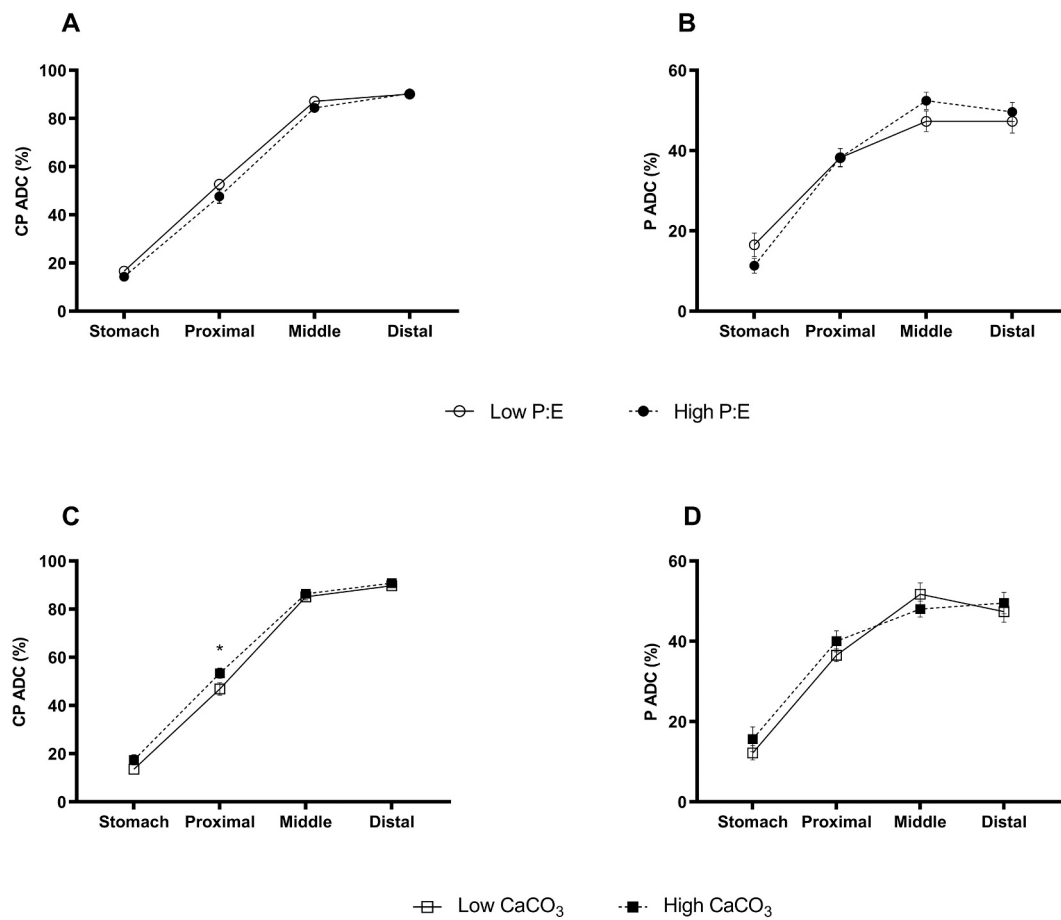 A
CP ADC (%)
100
80
60
40
20
0
Stomach Proximal Middle Distal
B
P ADC (%)
60
40
20
0
Stomach Proximal Middle Distal
Low P:E High P:E
C
CP ADC (%)
100
80
60
40
20
0
*
Stomach Proximal Middle Distal
D
P ADC (%)
60
40
20
0
Stomach Proximal Middle Distal
Low CaCO₃ High CaCO₃